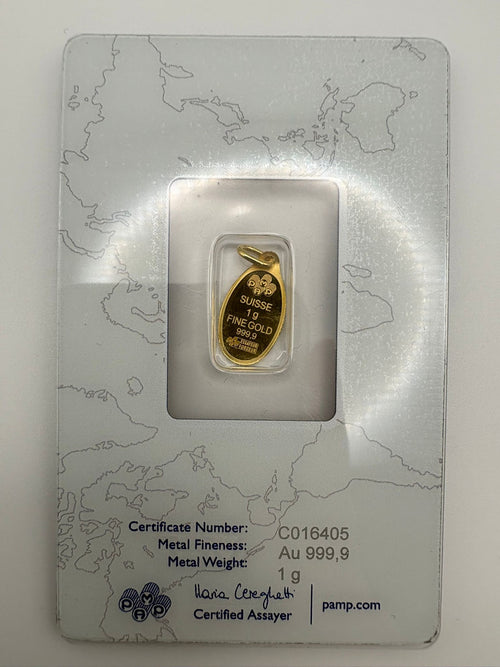 PAMP
SUISSE
1 g
FINE GOLD
999,9
Certificate Number: C016405
Metal Fineness: Au 999,9
Metal Weight: 1 g
PAMP
Ilaria Cereghetti
Certified Assayer
pamp.com